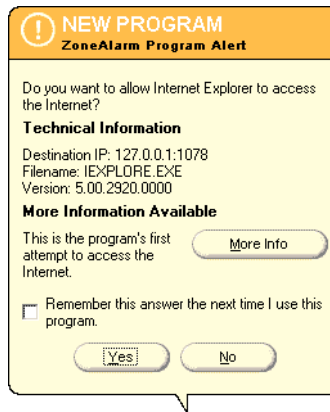 NEW PROGRAM
ZoneAlarm Program Alert
Do you want to allow Internet Explorer to access
the Internet?
Technical Information
Destination IP: 127.0.0.1:1078
Filename: IEXPLORE.EXE
Version: 5.00.2920.0000
More Information Available
This is the program's first
attempt to access the
Internet.
More Info
Remember this answer the next time I use this
program.
Yes
No